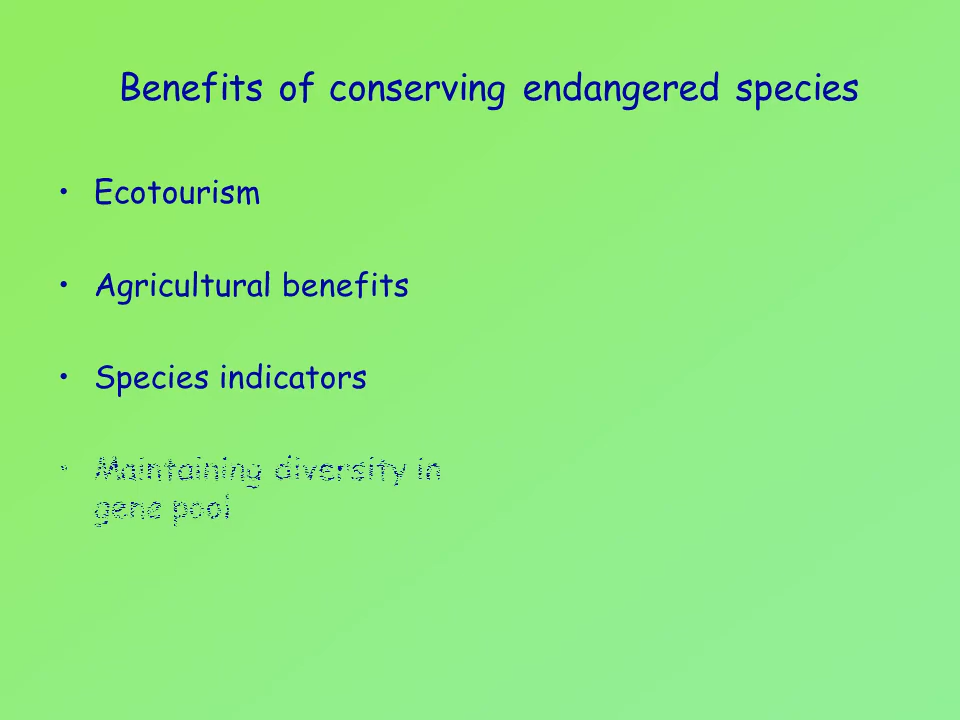 Benefits of conserving endangered species
• Ecotourism
• Agricultural benefits
• Species indicators
• Maintaining diversity in
gene pool